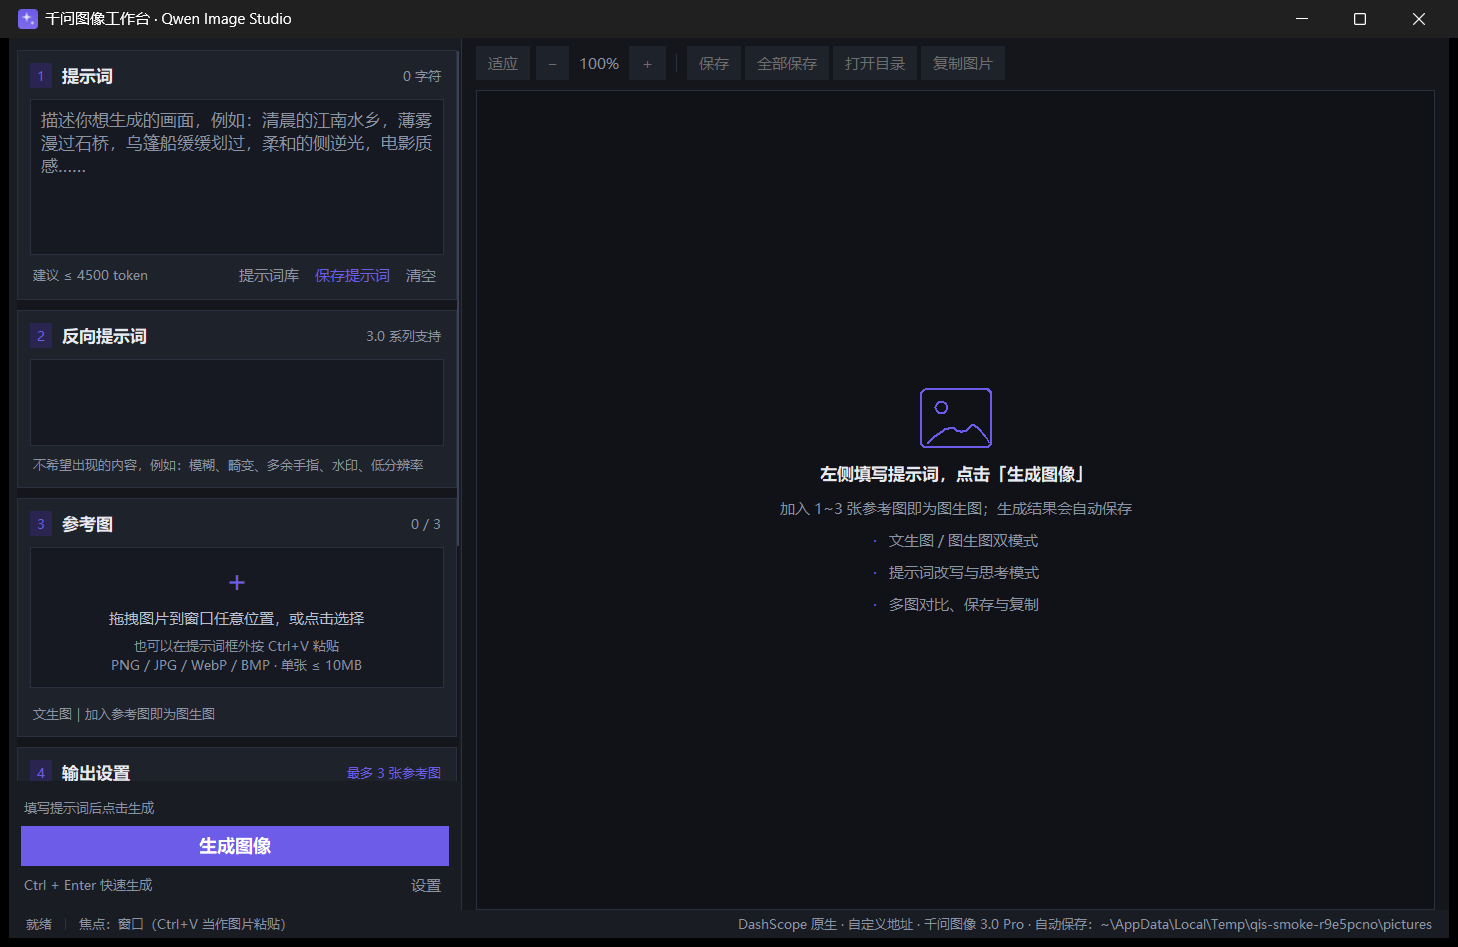 千问图像工作台 · Qwen Image Studio
1 提示词 0 字符
描述你想生成的画面，例如：清晨的江南水乡，薄雾
漫过石桥，乌篷船缓缓划过，柔和的侧逆光，电影质
感……
建议 ≤ 4500 token 提示词库 保存提示词 清空
2 反向提示词 3.0 系列支持
不希望出现的内容，例如：模糊、畸变、多余手指、水印、低分辨率
3 参考图 0 / 3
+
拖拽图片到窗口任意位置，或点击选择
也可以在提示词框外按 Ctrl+V 粘贴
PNG / JPG / WebP / BMP · 单张 ≤ 10MB
文生图 | 加入参考图即为图生图
4 输出设置 最多 3 张参考图
填写提示词后点击生成
生成图像
Ctrl + Enter 快速生成 设置
适应 − 100% + 保存 全部保存 打开目录 复制图片
左侧填写提示词，点击「生成图像」
加入 1~3 张参考图即为图生图；生成结果会自动保存
· 文生图 / 图生图双模式
· 提示词改写与思考模式
· 多图对比、保存与复制
就绪 焦点：窗口（Ctrl+V 当作图片粘贴）
DashScope 原生 · 自定义地址 · 千问图像 3.0 Pro · 自动保存：~\AppData\Local\Temp\qis-smoke-r9e5pcno\pictures